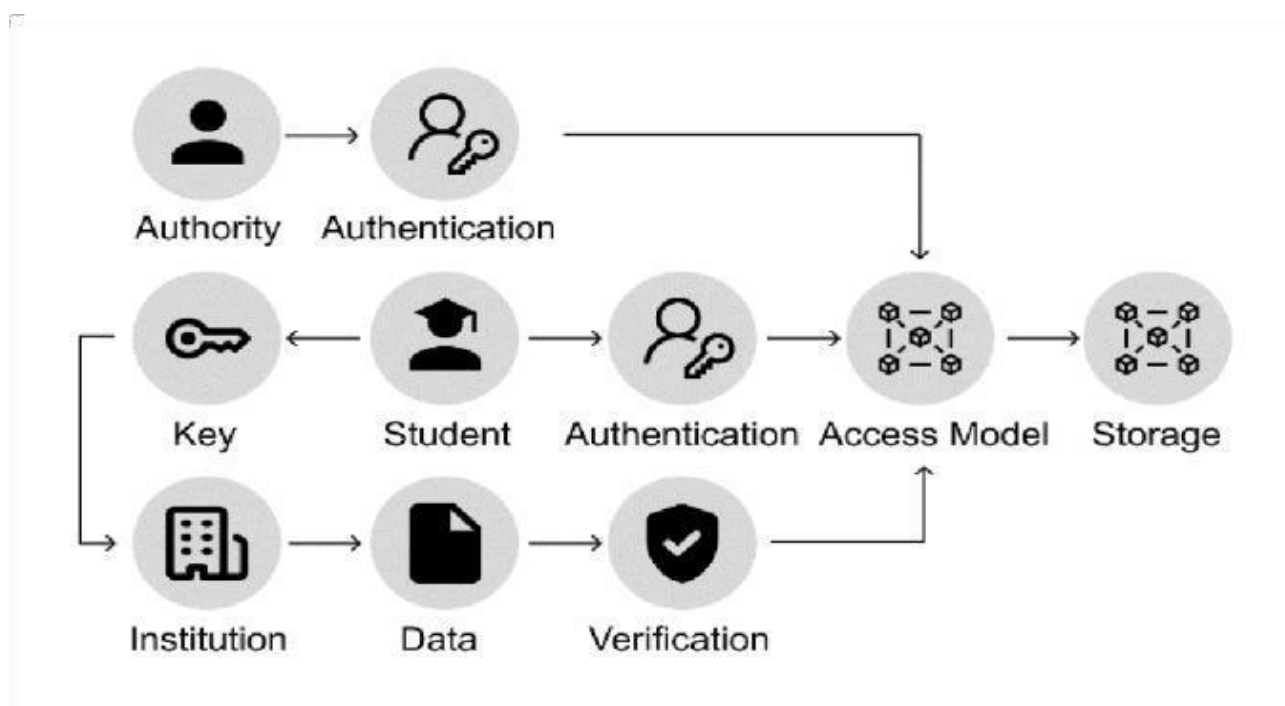 Authority Authentication
Key Student Authentication Access Model Storage
Institution Data Verification